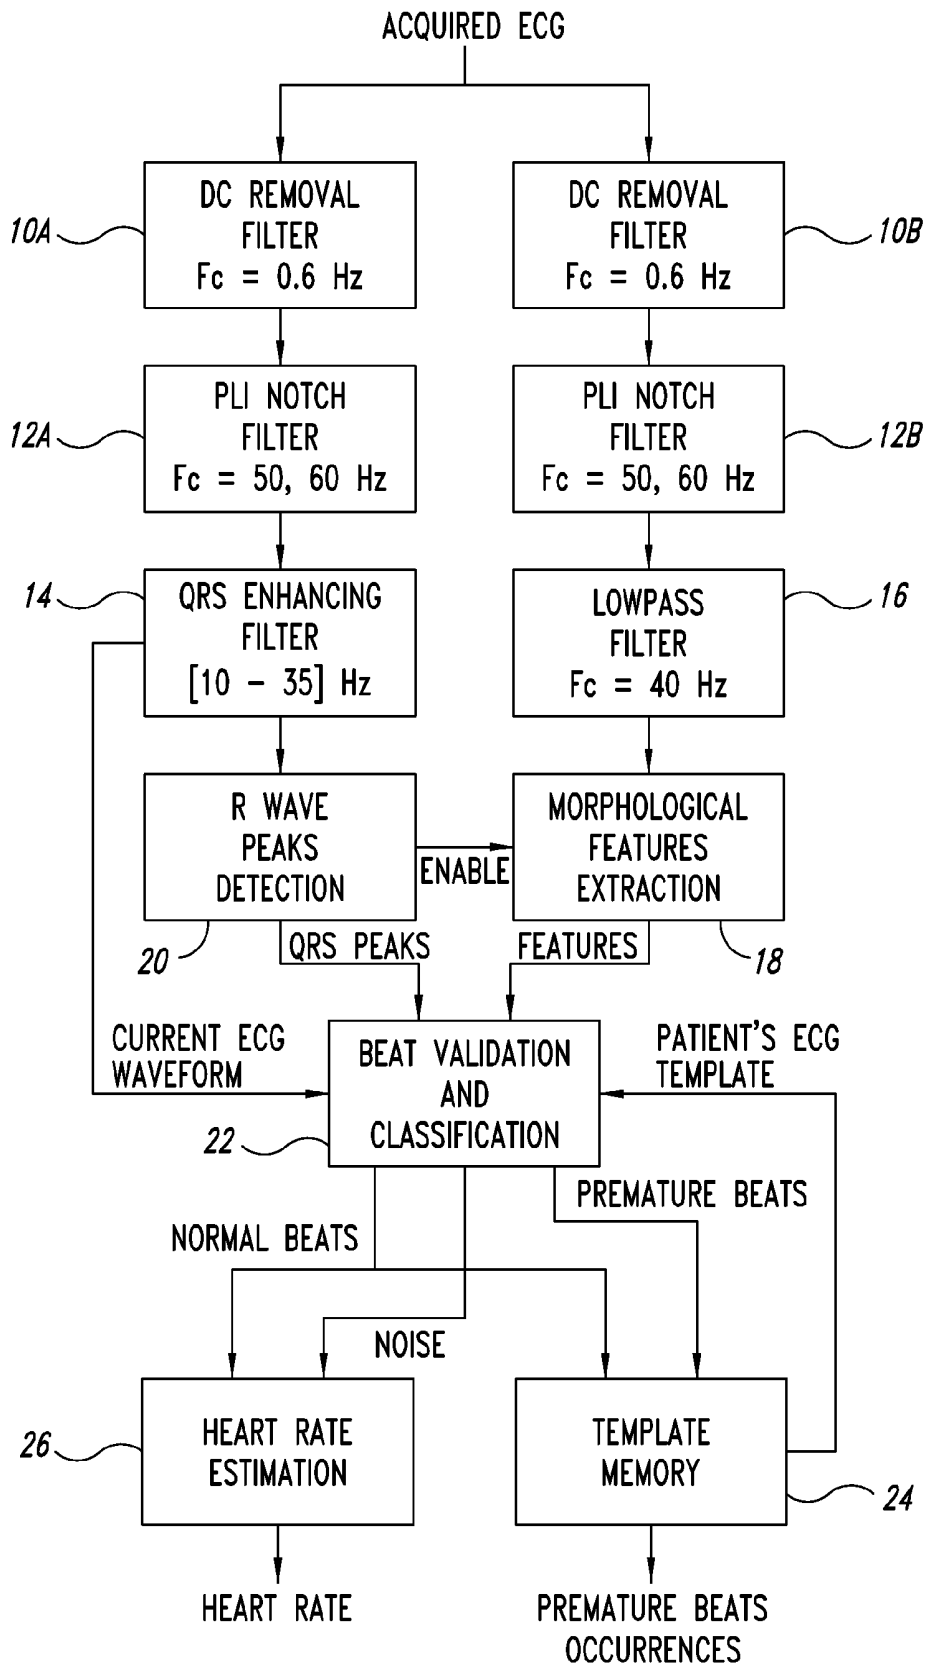 ACQUIRED ECG
DC REMOVAL
FILTER
Fc = 0.6 Hz
10A
DC REMOVAL
FILTER
Fc = 0.6 Hz
10B
PLI NOTCH
FILTER
Fc = 50, 60 Hz
12A
PLI NOTCH
FILTER
Fc = 50, 60 Hz
12B
14
QRS ENHANCING
FILTER
[10 - 35] Hz
LOWPASS
FILTER
Fc = 40 Hz
16
R WAVE
PEAKS
DETECTION
20
ENABLE
MORPHOLOGICAL
FEATURES
EXTRACTION
18
QRS PEAKS
FEATURES
CURRENT ECG
WAVEFORM
BEAT VALIDATION
AND
CLASSIFICATION
22
PATIENT'S ECG
TEMPLATE
NORMAL BEATS
PREMATURE BEATS
NOISE
26
HEART RATE
ESTIMATION
TEMPLATE
MEMORY
24
HEART RATE
PREMATURE BEATS
OCCURRENCES